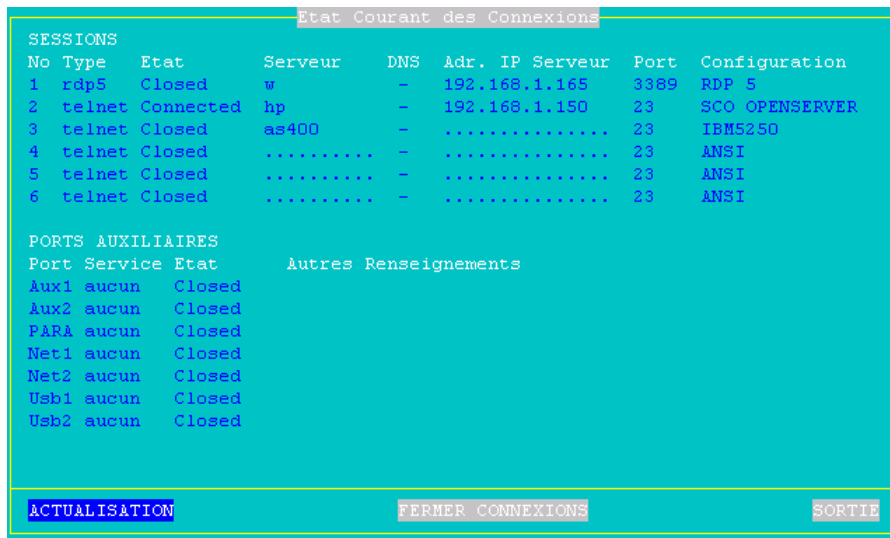 Etat Courant des Connexions
SESSIONS
No Type Etat Serveur DNS Adr. IP Serveur Port Configuration
1 rdp5 Closed w - 192.168.1.165 3389 RDP 5
2 telnet Connected hp - 192.168.1.150 23 SCO OPENSERVER
3 telnet Closed as400 - ............... 23 IBM5250
4 telnet Closed .......... - ............... 23 ANSI
5 telnet Closed .......... - ............... 23 ANSI
6 telnet Closed .......... - ............... 23 ANSI
PORTS AUXILIAIRES
Port Service Etat Autres Renseignements
Aux1 aucun Closed
Aux2 aucun Closed
PARA aucun Closed
Net1 aucun Closed
Net2 aucun Closed
Usb1 aucun Closed
Usb2 aucun Closed
ACTUALISATION FERMER CONNEXIONS SORTIE